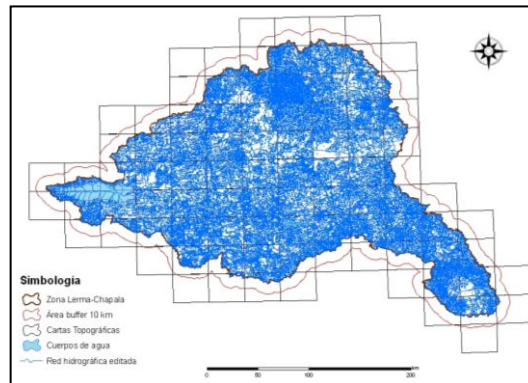 Simbología
Zona Lerma-Chapala
Área buffer 10 km
Cartas Topográficas
Cuerpos de agua
Red hidrográfica editada
km
0 50 100 200